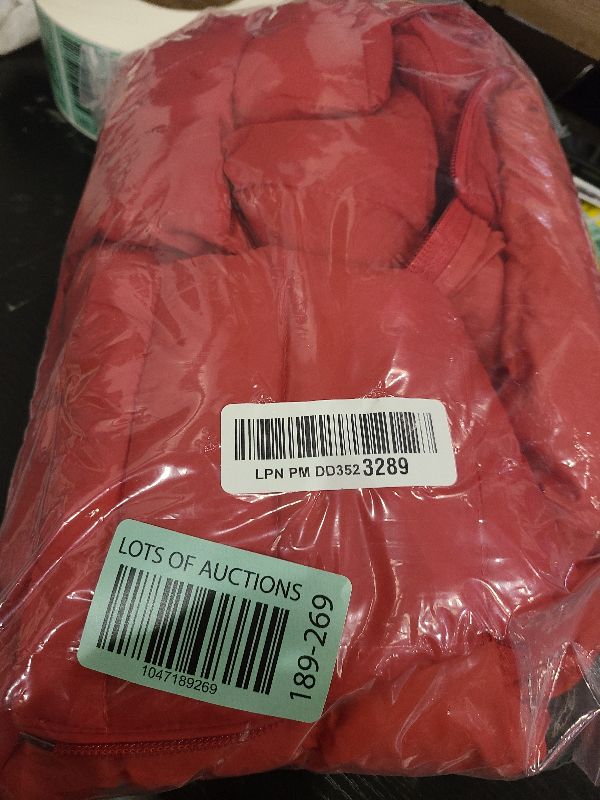 LPN PM DD352 3289
LOTS OF AUCTIONS
1047189269
189-269